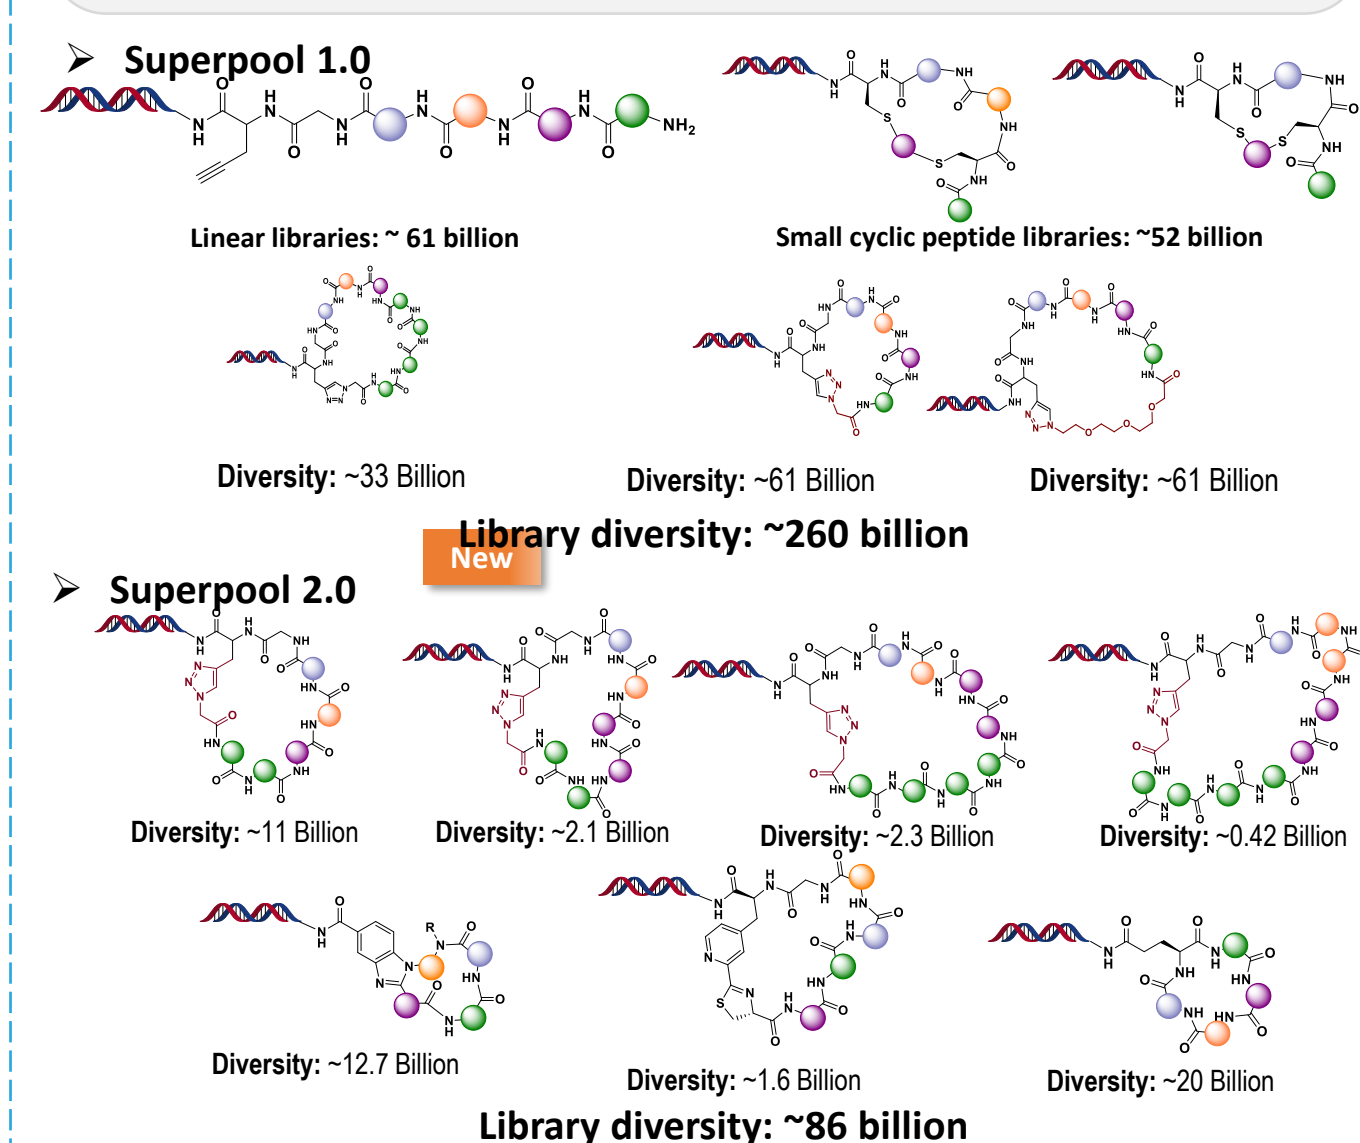 Superpool 1.0
Linear libraries: ~ 61 billion
Small cyclic peptide libraries: ~52 billion
Diversity: ~33 Billion
Diversity: ~61 Billion
Diversity: ~61 Billion
Library diversity: ~260 billion
New
Superpool 2.0
Diversity: ~11 Billion
Diversity: ~2.1 Billion
Diversity: ~2.3 Billion
Diversity: ~0.42 Billion
Diversity: ~12.7 Billion
Diversity: ~1.6 Billion
Diversity: ~20 Billion
Library diversity: ~86 billion